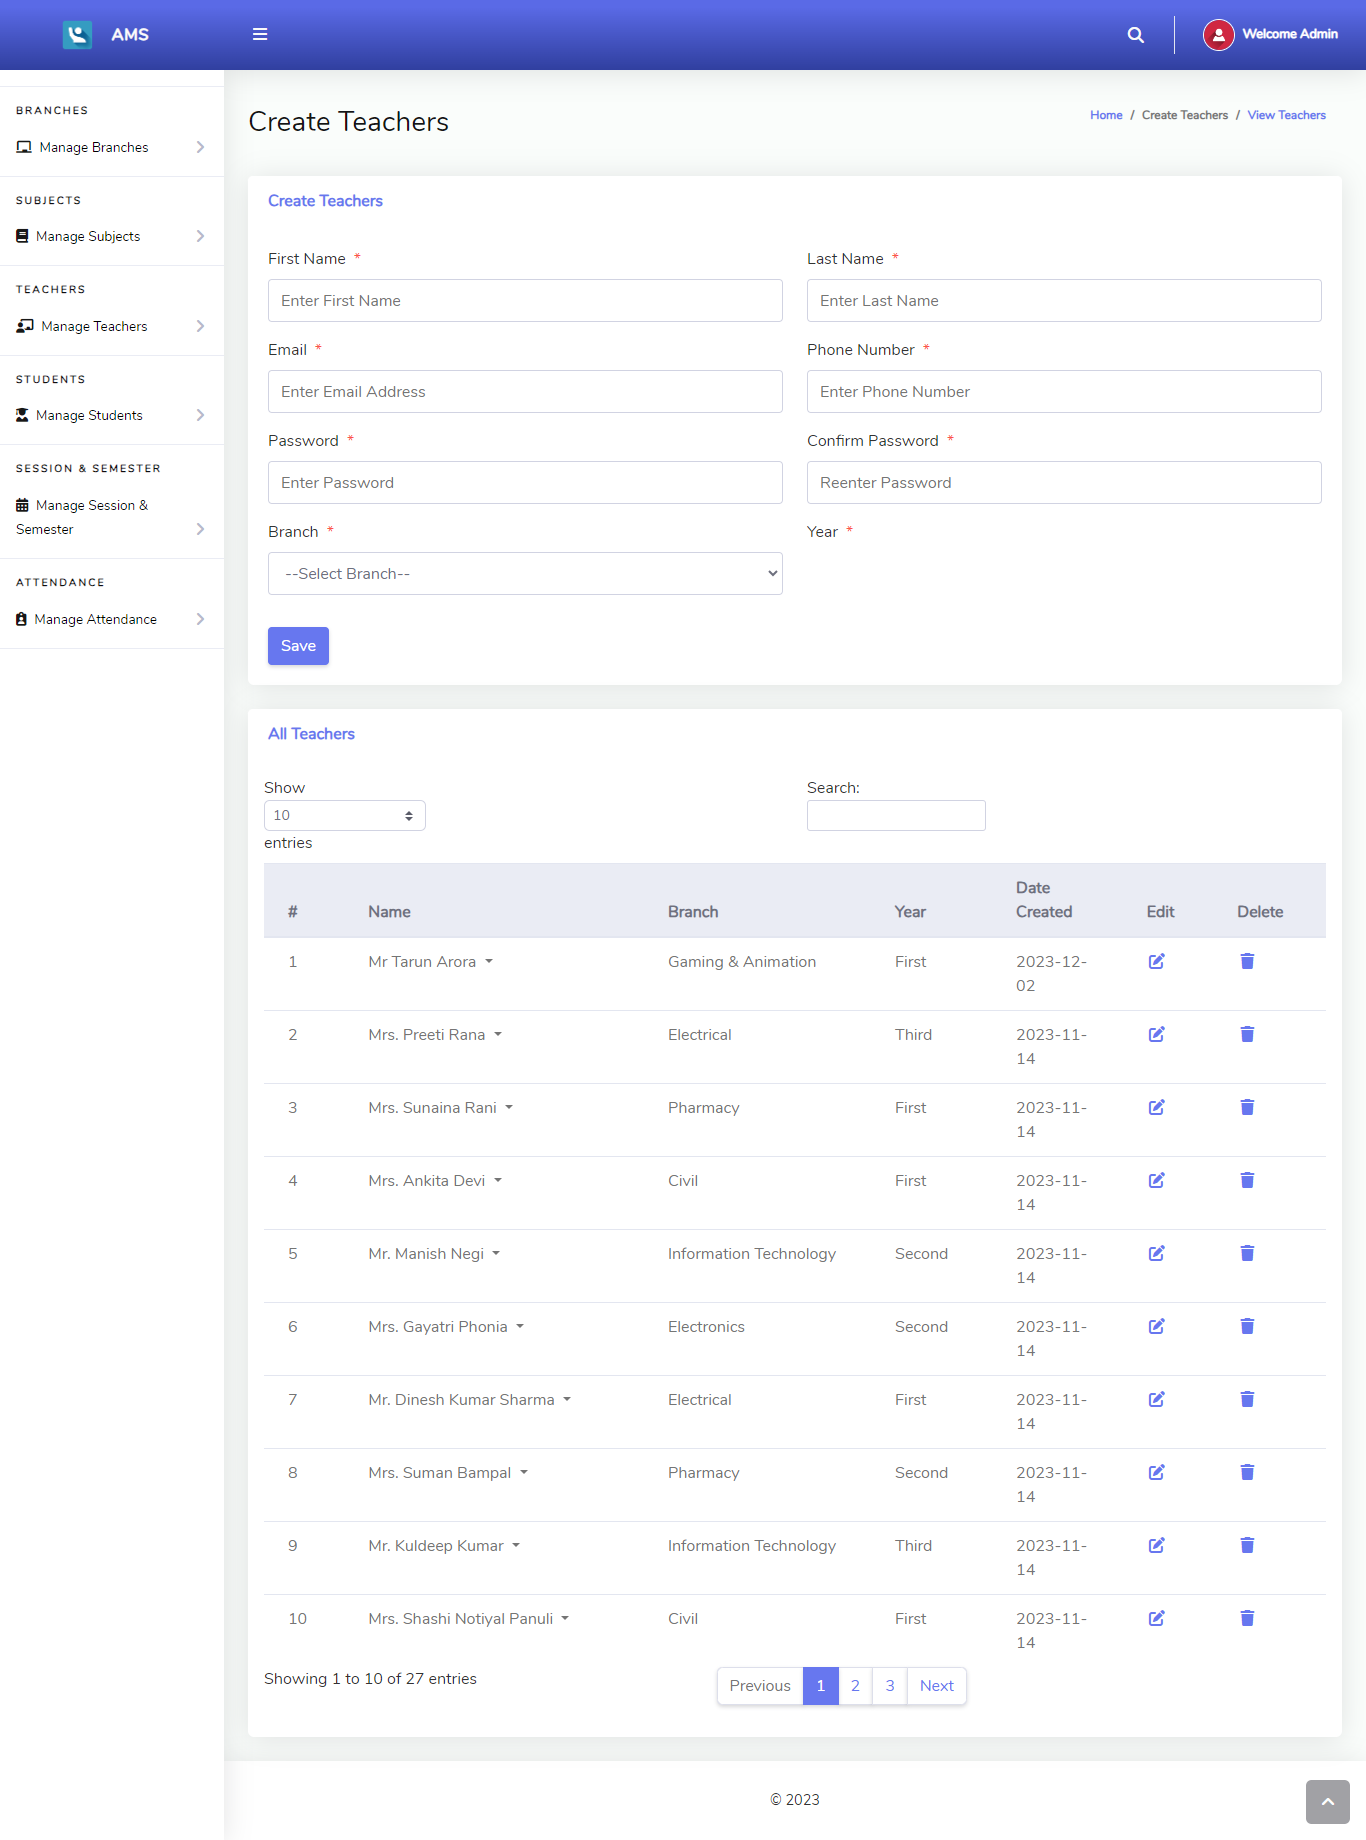 AMS
Welcome Admin
BRANCHES
Manage Branches
SUBJECTS
Manage Subjects
TEACHERS
Manage Teachers
STUDENTS
Manage Students
SESSION & SEMESTER
Manage Session &
Semester
ATTENDANCE
Manage Attendance
Create Teachers
Home / Create Teachers / View Teachers
Create Teachers
First Name *
Last Name *
Enter First Name
Enter Last Name
Email *
Phone Number *
Enter Email Address
Enter Phone Number
Password *
Confirm Password *
Enter Password
Reenter Password
Branch *
Year *
--Select Branch--
Save
All Teachers
Show
10
entries
Search:
# Name Branch Year Date Created Edit Delete
1 Mr Tarun Arora Gaming & Animation First 2023-12-
02
2 Mrs. Preeti Rana Electrical Third 2023-11-
14
3 Mrs. Sunaina Rani Pharmacy First 2023-11-
14
4 Mrs. Ankita Devi Civil First 2023-11-
14
5 Mr. Manish Negi Information Technology Second 2023-11-
14
6 Mrs. Gayatri Phonia Electronics Second 2023-11-
14
7 Mr. Dinesh Kumar Sharma Electrical First 2023-11-
14
8 Mrs. Suman Bampal Pharmacy Second 2023-11-
14
9 Mr. Kuldeep Kumar Information Technology Third 2023-11-
14
10 Mrs. Shashi Notiyal Panuli Civil First 2023-11-
14
Showing 1 to 10 of 27 entries
Previous 1 2 3 Next
© 2023